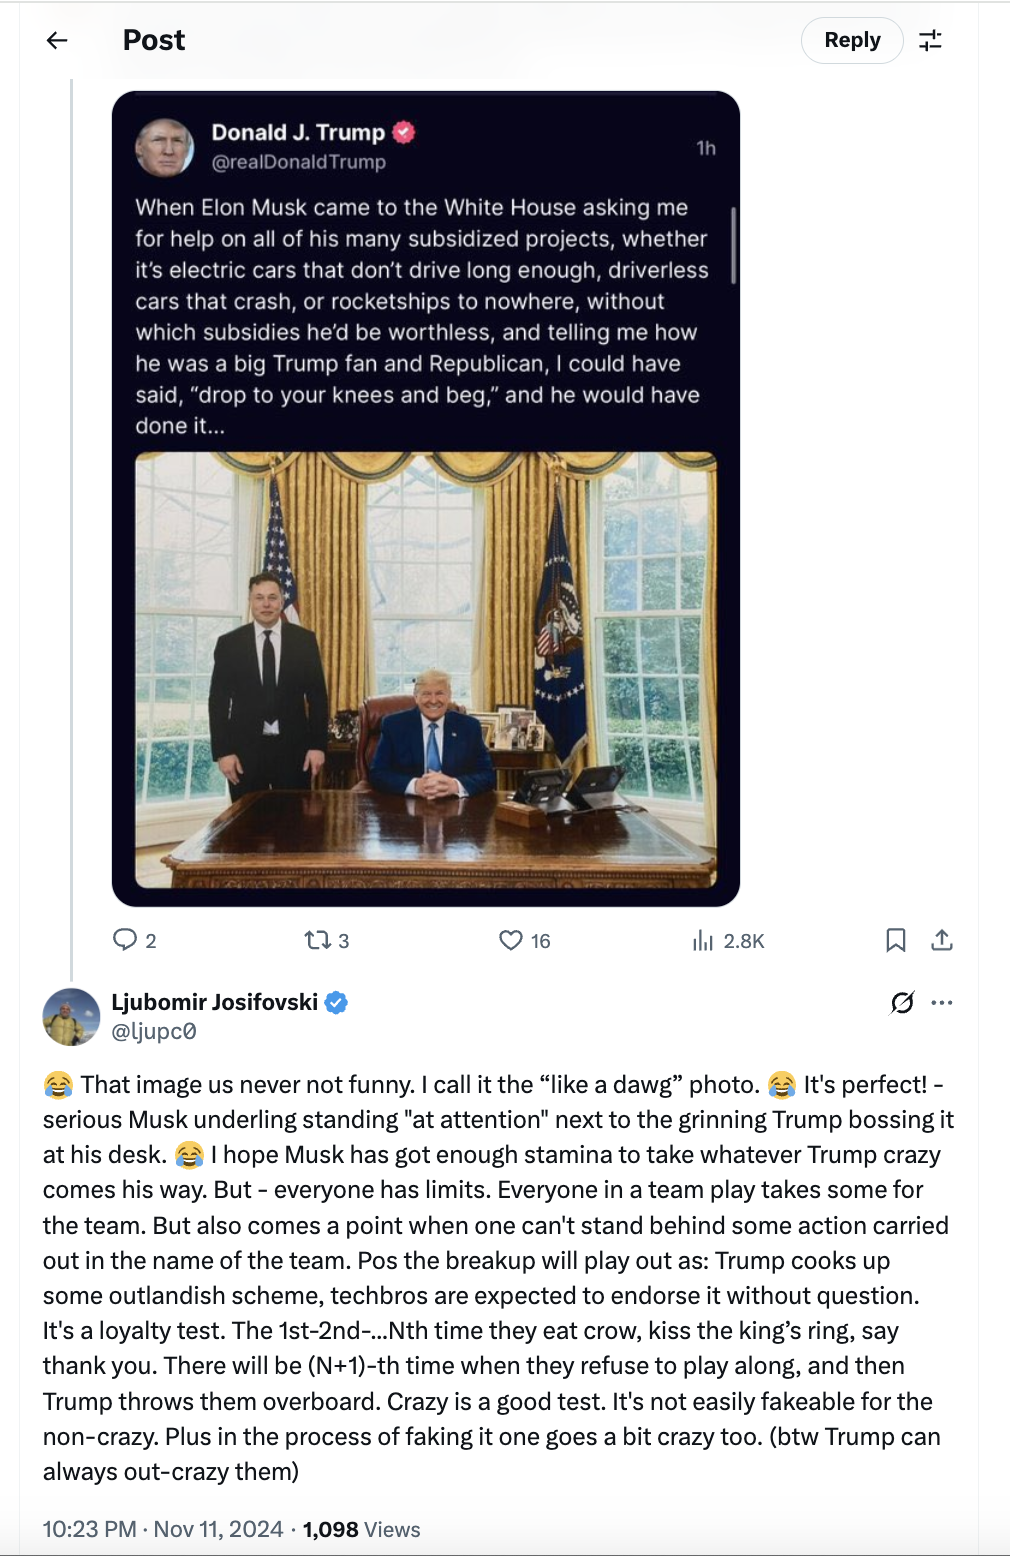 Post
Reply
Donald J. Trump
@realDonaldTrump
1h
When Elon Musk came to the White House asking me
for help on all of his many subsidized projects, whether
it’s electric cars that don’t drive long enough, driverless
cars that crash, or rocketships to nowhere, without
which subsidies he’d be worthless, and telling me how
he was a big Trump fan and Republican, I could have
said, “drop to your knees and beg,” and he would have
done it...
2
3
16
2.8K
Ljubomir Josifovski
@ljupc0
😂 That image us never not funny. I call it the “like a dawg” photo. 😂 It's perfect! -
serious Musk underling standing "at attention" next to the grinning Trump bossing it
at his desk. 😂 I hope Musk has got enough stamina to take whatever Trump crazy
comes his way. But - everyone has limits. Everyone in a team play takes some for
the team. But also comes a point when one can't stand behind some action carried
out in the name of the team. Pos the breakup will play out as: Trump cooks up
some outlandish scheme, techbros are expected to endorse it without question.
It's a loyalty test. The 1st-2nd-...Nth time they eat crow, kiss the king’s ring, say
thank you. There will be (N+1)-th time when they refuse to play along, and then
Trump throws them overboard. Crazy is a good test. It's not easily fakeable for the
non-crazy. Plus in the process of faking it one goes a bit crazy too. (btw Trump can
always out-crazy them)
10:23 PM · Nov 11, 2024 · 1,098 Views